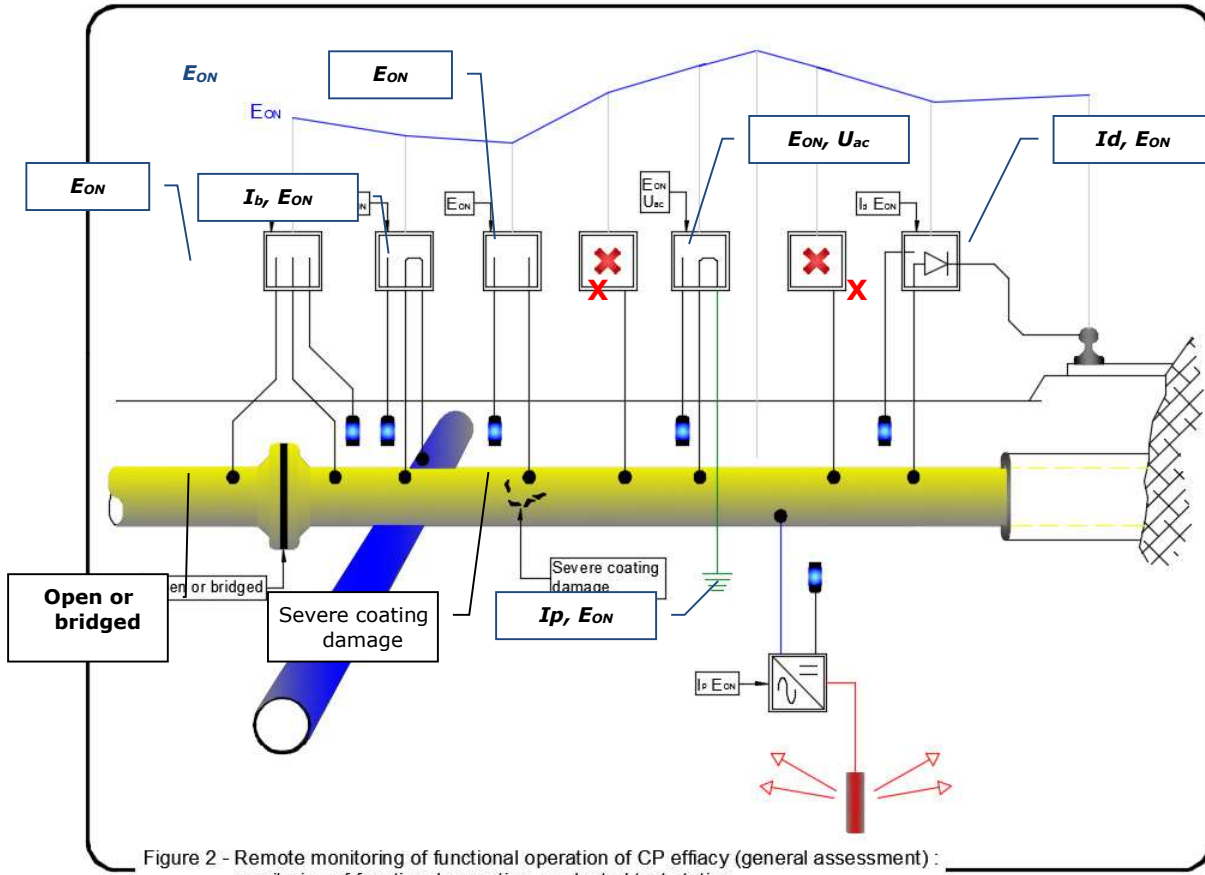 EON
EON
EON
EON, Uac
Id, EON
EON
Ib, EON
EON
EON
Uac
Id EON
X
X
Open or
bridged
en or bridged
Severe coating
damage
Severe coating
damage
Ip, EON
Ip EON
Figure 2 - Remote monitoring of functional operation of CP effiacy (general assessment) :